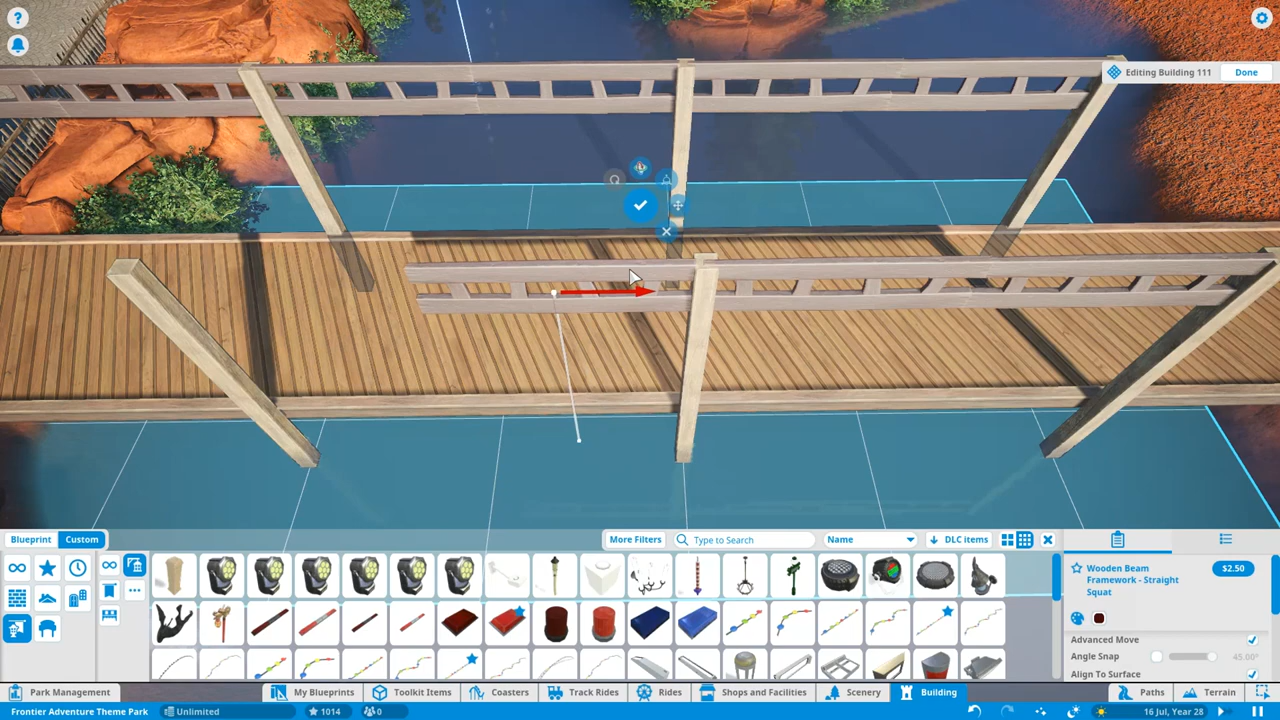 ?
Editing Building 111
Done
Blueprint
Custom
More Filters
Type to Search
Name
DLC items
Wooden Beam
Framework - Straight
Squat
$2.50
Advanced Move
Angle Snap
45.00°
Align To Surface
Park Management
My Blueprints
Toolkit Items
Coasters
Track Rides
Rides
Shops and Facilities
Scenery
Building
Paths
Terrain
Frontier Adventure Theme Park
Unlimited
1014
0
16 Jul, Year 28